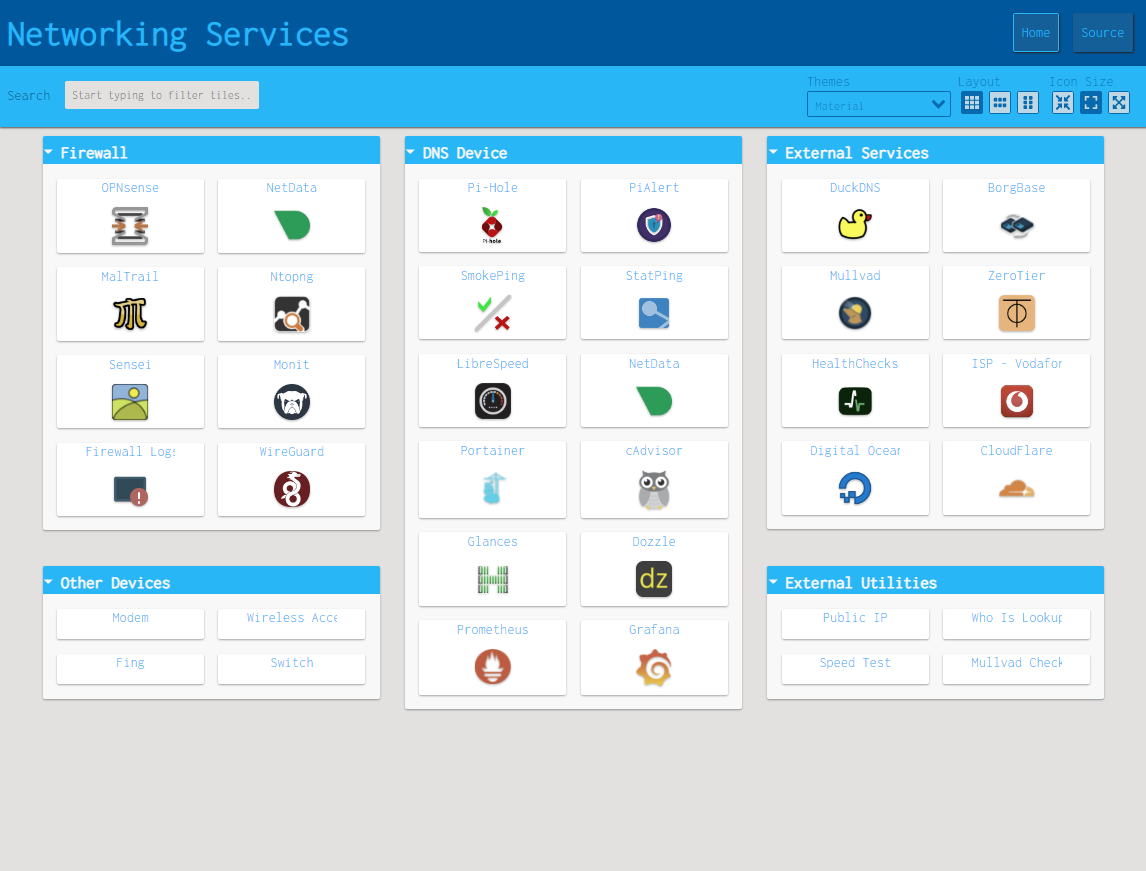 Networking Services
Home
Source
Search
Start typing to filter tiles..
Themes
Material
Layout
Icon Size
Firewall
OPNsense
NetData
MalTrail
Ntopng
Sensei
Monit
Firewall Logs
WireGuard
Other Devices
Modem
Wireless Acce
Fing
Switch
DNS Device
Pi-Hole
Pi-hole
PiAlert
SmokePing
StatPing
LibreSpeed
NetData
Portainer
cAdvisor
Glances
Dozzle
dz
Prometheus
Grafana
External Services
DuckDNS
BorgBase
Mullvad
ZeroTier
HealthChecks
ISP - Vodafon
Digital Ocean
CloudFlare
External Utilities
Public IP
Who Is Lookup
Speed Test
Mullvad Check